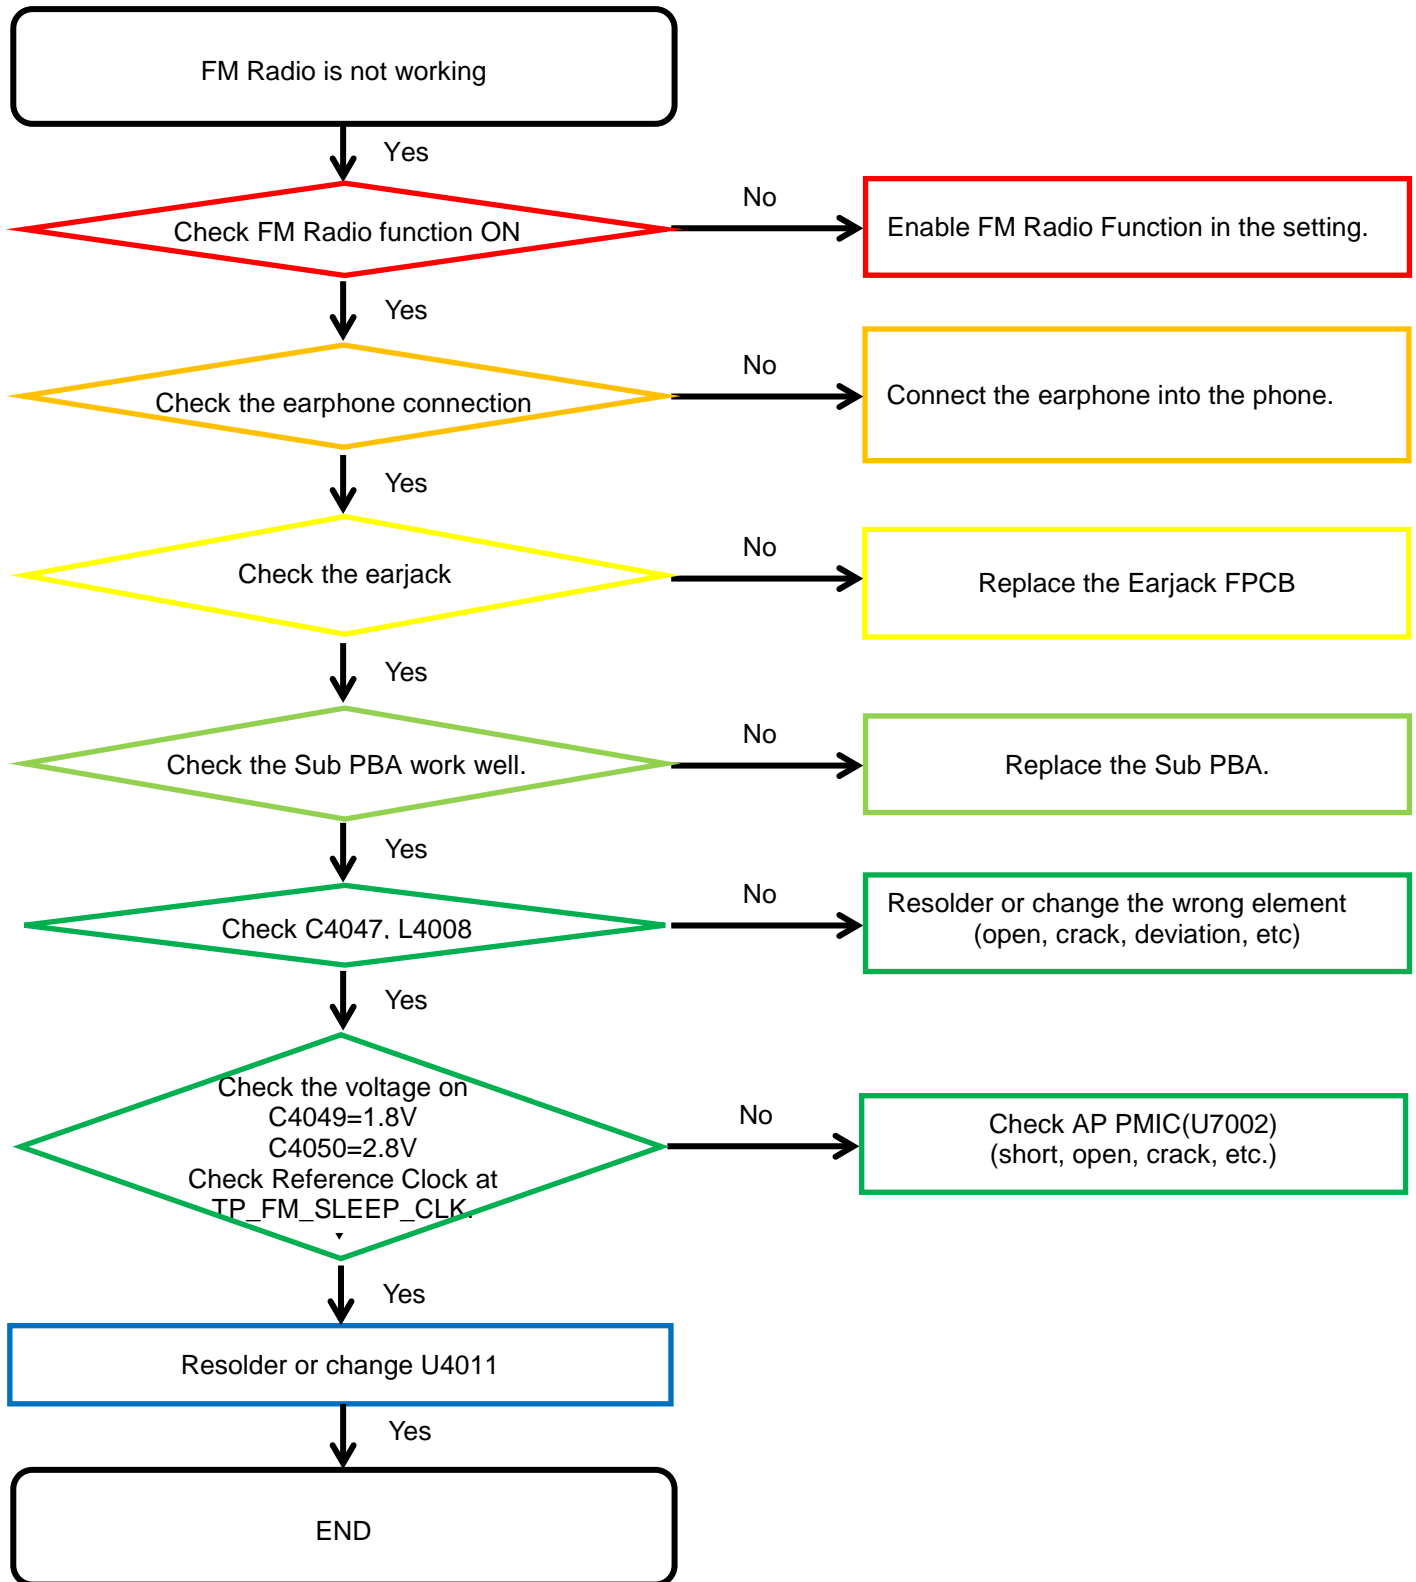 FM Radio is not working
Yes
Check FM Radio function ON
No
Enable FM Radio Function in the setting.
Yes
Check the earphone connection
No
Connect the earphone into the phone.
Yes
Check the earjack
No
Replace the Earjack FPCB
Yes
Check the Sub PBA work well.
No
Replace the Sub PBA.
Yes
Check C4047, L4008
No
Resolder or change the wrong element
(open, crack, deviation, etc)
Yes
Check the voltage on
C4049=1.8V
C4050=2.8V
Check Reference Clock at
TP_FM_SLEEP_CLK.
No
Check AP PMIC(U7002)
(short, open, crack, etc.)
Yes
Resolder or change U4011
Yes
END